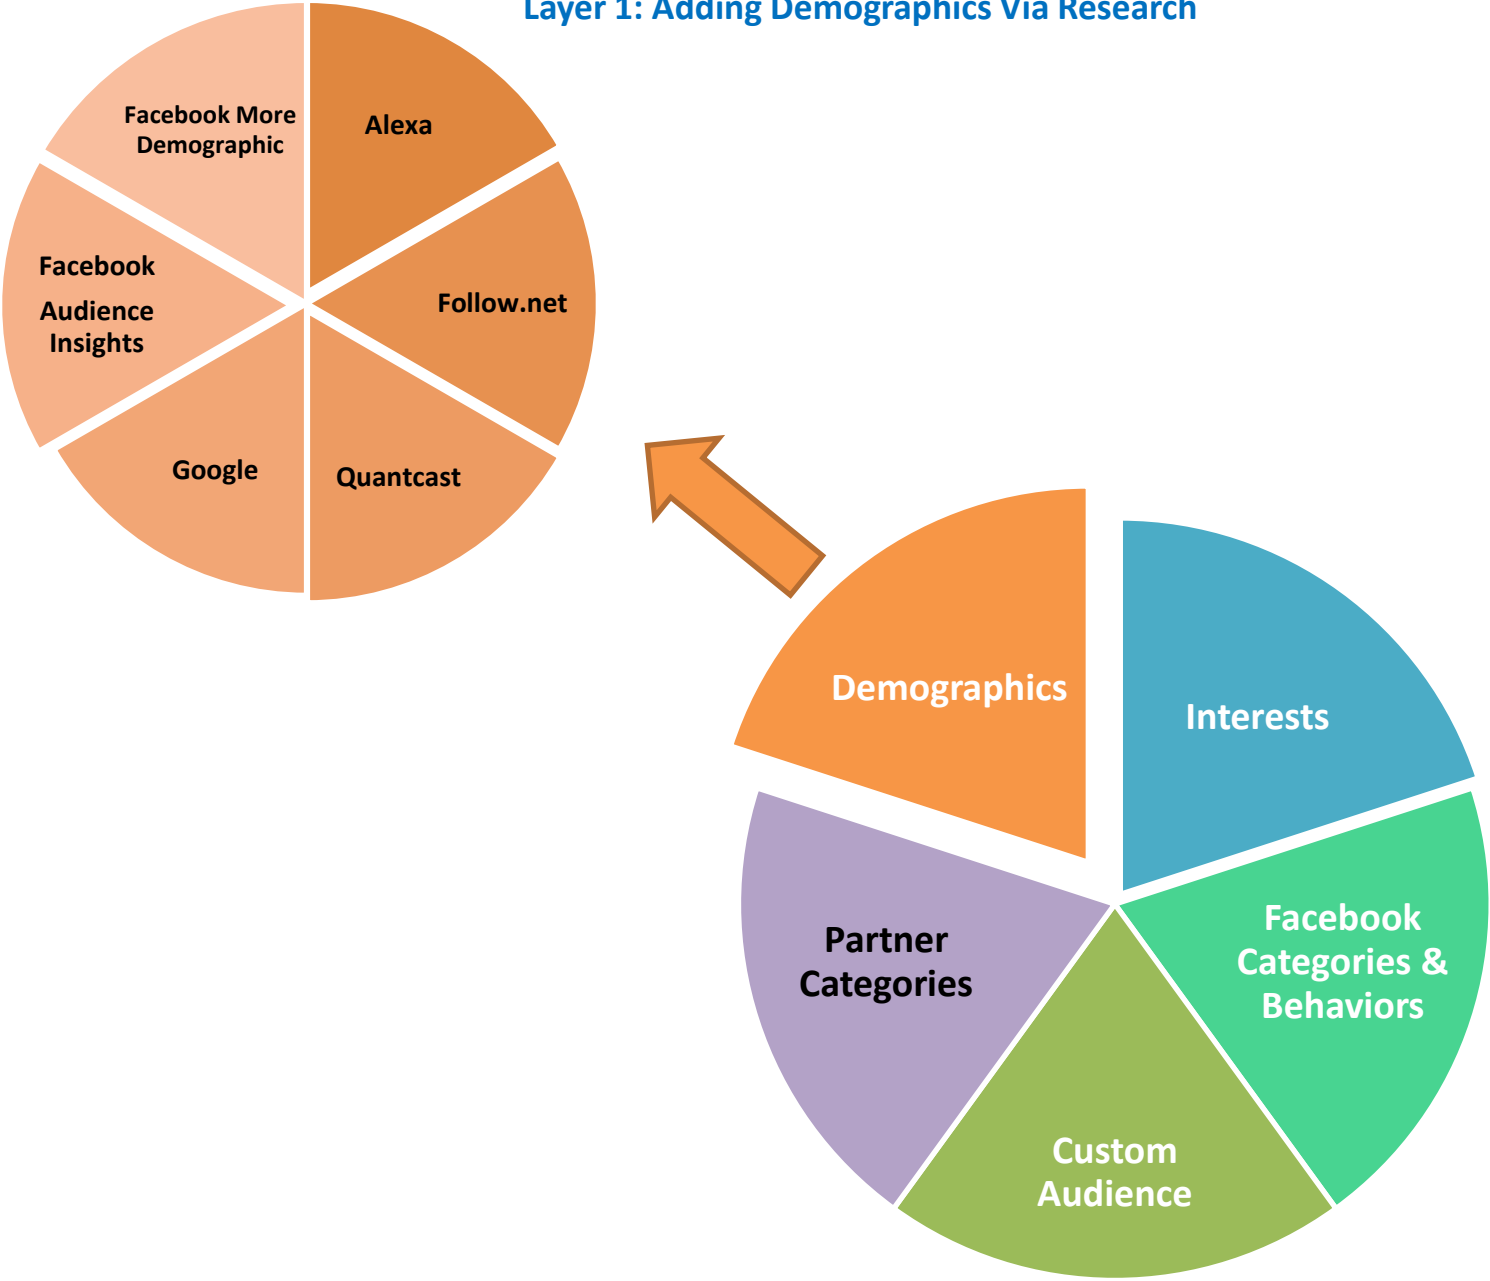 Layer 1: Adding Demographics Via Research
Facebook More
Demographic
Alexa
Facebook
Audience
Insights
Follow.net
Google
Quantcast
Demographics
Interests
Partner
Categories
Facebook
Categories &
Behaviors
Custom
Audience